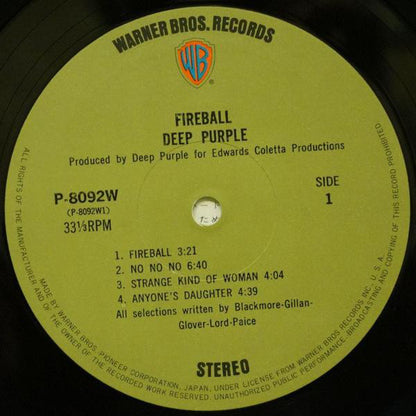 WARNER BROS. RECORDS
WB
FIREBALL
DEEP PURPLE
Produced by Deep Purple for Edwards Coletta Productions
P-8092W
(P-8092W1)
33⅓RPM
SIDE
1
1. FIREBALL 3:21
2. NO NO NO 6:40
3. STRANGE KIND OF WOMAN 4:04
4. ANYONE'S DAUGHTER 4:39
All selections written by Blackmore-Gillan-
Glover-Lord-Paice
STEREO
ALL RIGHTS OF THE MANUFACTURER AND OF THE OWNER OF THE RECORDED WORK RESERVED. UNAUTHORIZED PUBLIC PERFORMANCE, BROADCASTING AND COPYING OF THIS RECORD PROHIBITED.
MADE BY WARNER BROS.-PIONEER CORPORATION, JAPAN, UNDER LICENSE FROM WARNER BROS. RECORDS INC., U.S.A.